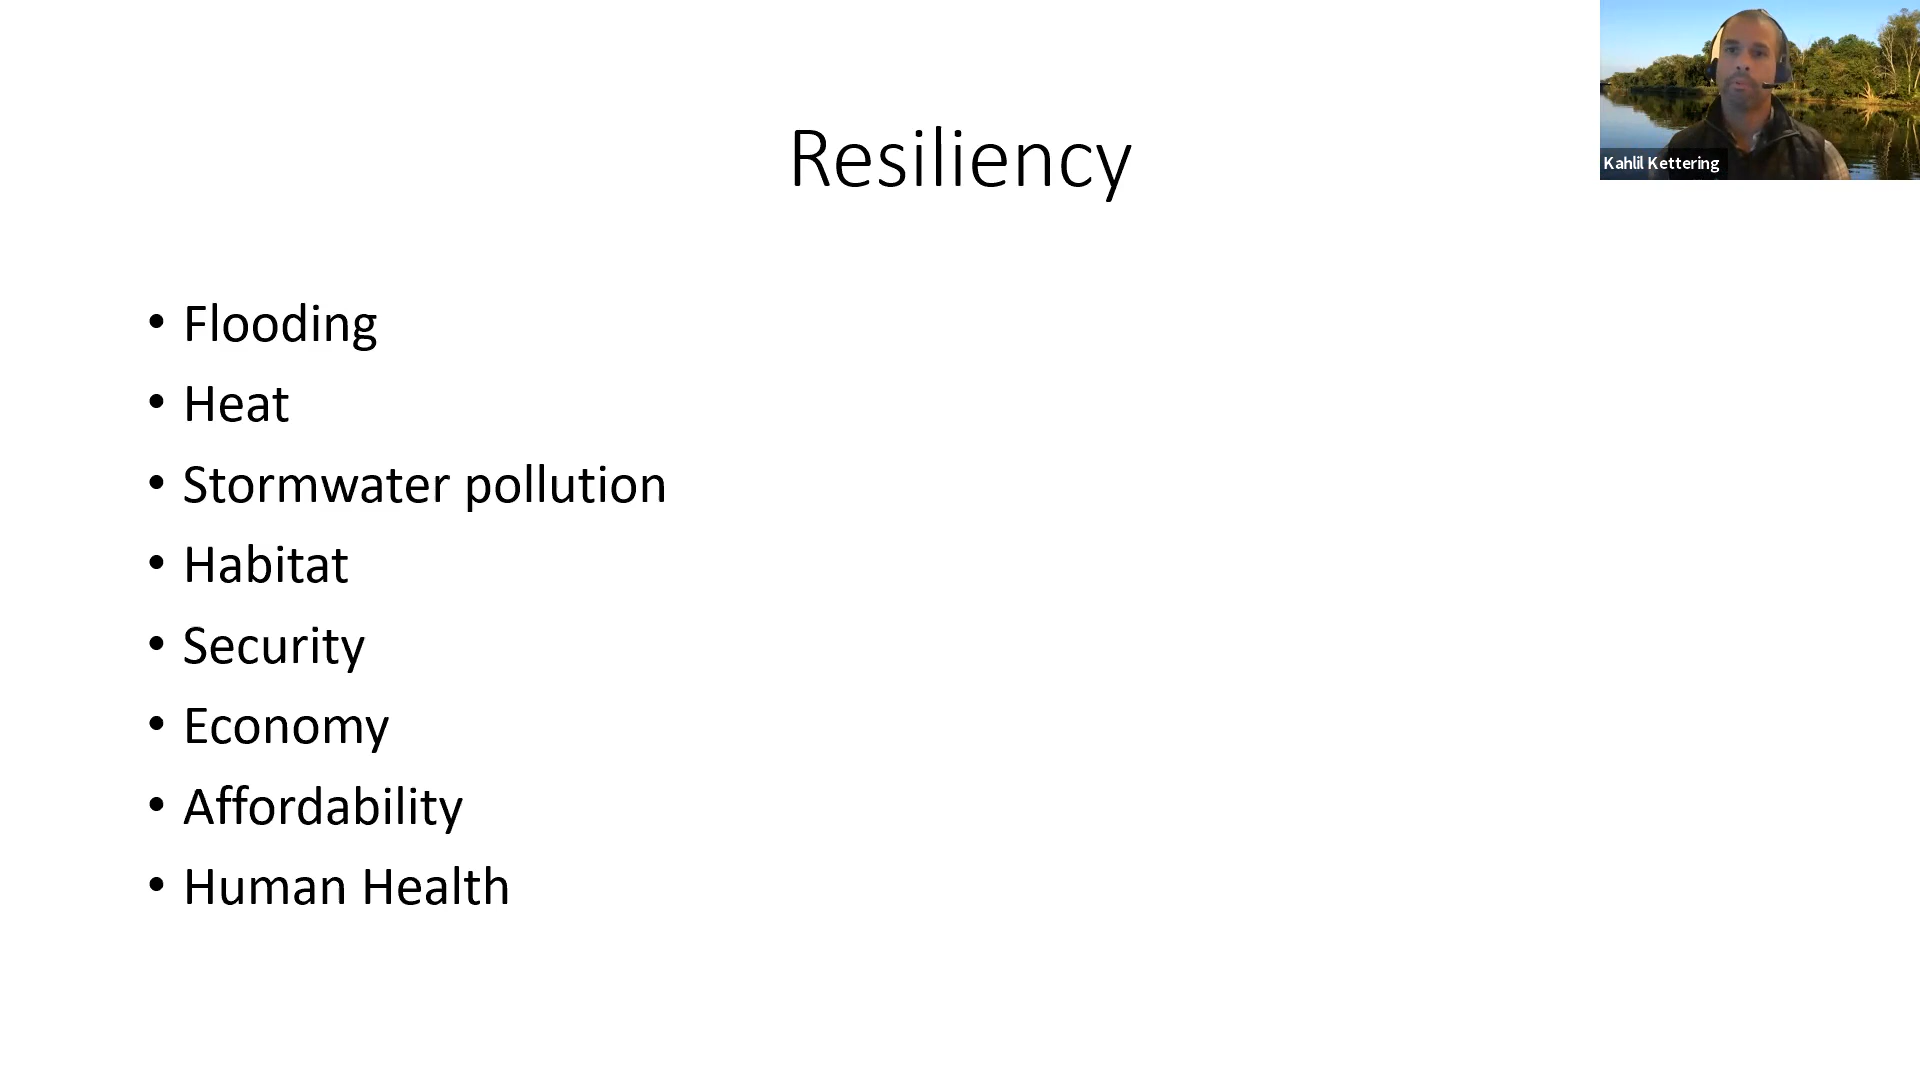 Resiliency
Kahlil Kettering
• Flooding
• Heat
• Stormwater pollution
• Habitat
• Security
• Economy
• Affordability
• Human Health